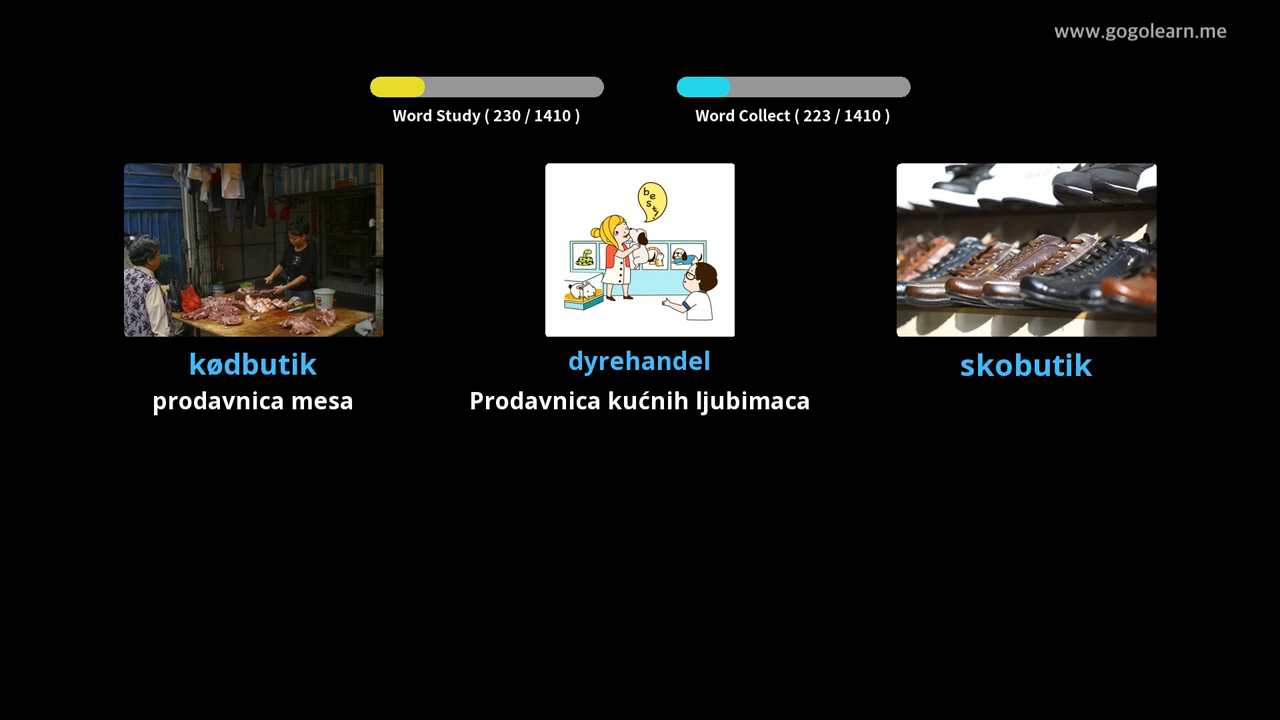 www.gogolearn.me
Word Study ( 230 / 1410 )
Word Collect ( 223 / 1410 )
best!
kødbutik
dyrehandel
skobutik
prodavnica mesa
Prodavnica kućnih ljubimaca